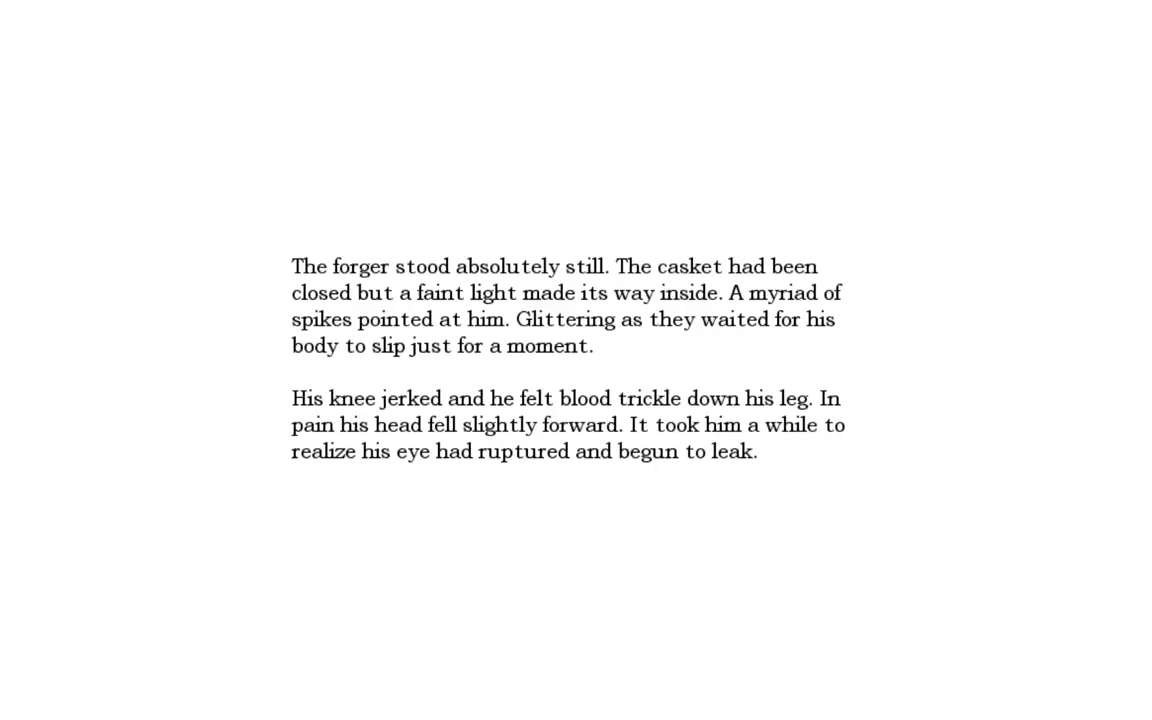 The forger stood absolutely still. The casket had been
closed but a faint light made its way inside. A myriad of
spikes pointed at him. Glittering as they waited for his
body to slip just for a moment.
His knee jerked and he felt blood trickle down his leg. In
pain his head fell slightly forward. It took him a while to
realize his eye had ruptured and begun to leak.